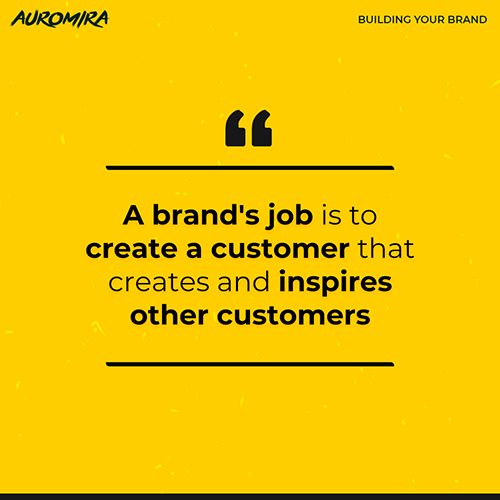 AUROMIRA
BUILDING YOUR BRAND
“
A brand's job is to
create a customer that
creates and inspires
other customers